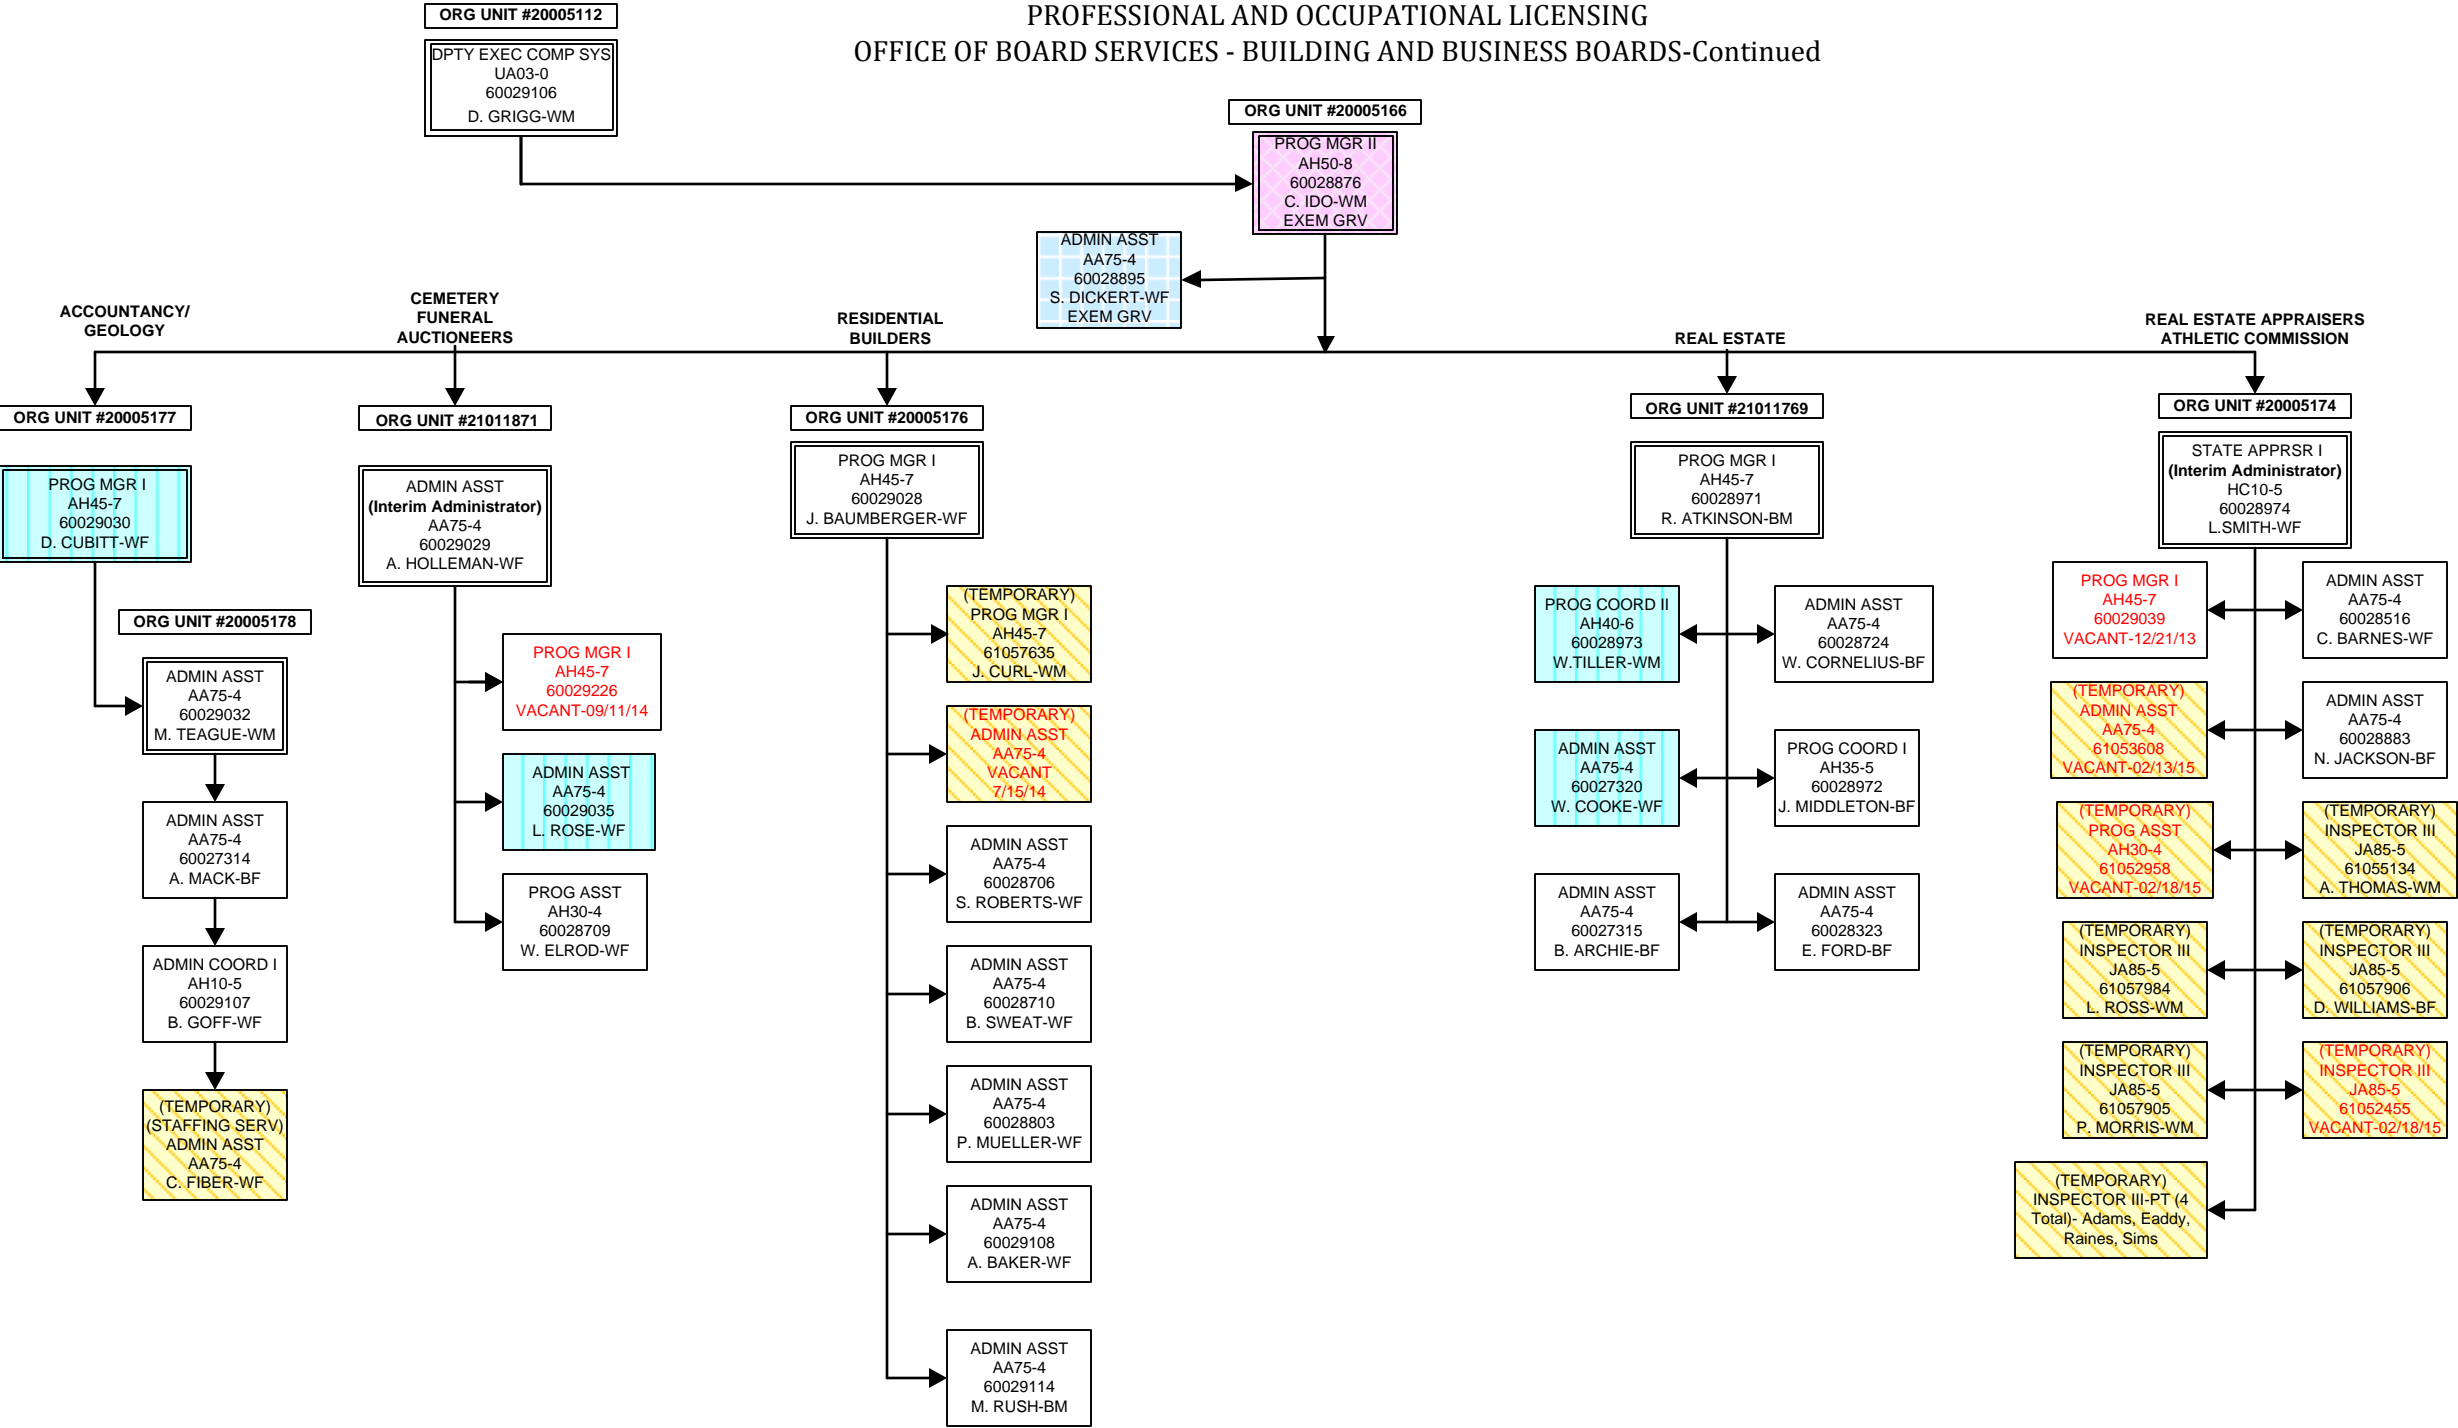 PROFESSIONAL AND OCCUPATIONAL LICENSING
OFFICE OF BOARD SERVICES - BUILDING AND BUSINESS BOARDS-Continued
ORG UNIT #20005112
DPTY EXEC COMP SYS
UA03-0
60029106
D. GRIGG-WM
ORG UNIT #20005166
PROG MGR II
AH50-8
60028876
C. IDO-WM
EXEM GRV
ADMIN ASST
AA75-4
60028895
S. DICKERT-WF
EXEM GRV
ACCOUNTANCY/
GEOLOGY
ORG UNIT #20005177
PROG MGR I
AH45-7
60029030
D. CUBITT-WF
ORG UNIT #20005178
ADMIN ASST
AA75-4
60029032
M. TEAGUE-WM
ADMIN ASST
AA75-4
60027314
A. MACK-BF
ADMIN COORD I
AH10-5
60029107
B. GOFF-WF
(TEMPORARY)
(STAFFING SERV)
ADMIN ASST
AA75-4
C. FIBER-WF
CEMETERY
FUNERAL
AUCTIONEERS
ORG UNIT #21011871
ADMIN ASST
(Interim Administrator)
AA75-4
60029029
A. HOLLEMAN-WF
PROG MGR I
AH45-7
60029226
VACANT-09/11/14
ADMIN ASST
AA75-4
60029035
L. ROSE-WF
PROG ASST
AH30-4
60028709
W. ELROD-WF
RESIDENTIAL
BUILDERS
ORG UNIT #20005176
PROG MGR I
AH45-7
60029028
J. BAUMBERGER-WF
(TEMPORARY)
PROG MGR I
AH45-7
61057635
J. CURL-WM
(TEMPORARY)
ADMIN ASST
AA75-4
VACANT
7/15/14
ADMIN ASST
AA75-4
60028706
S. ROBERTS-WF
ADMIN ASST
AA75-4
60028710
B. SWEAT-WF
ADMIN ASST
AA75-4
60028803
P. MUELLER-WF
ADMIN ASST
AA75-4
60029108
A. BAKER-WF
ADMIN ASST
AA75-4
60029114
M. RUSH-BM
REAL ESTATE
ORG UNIT #21011769
PROG MGR I
AH45-7
60028971
R. ATKINSON-BM
PROG COORD II
AH40-6
60028973
W.TILLER-WM
ADMIN ASST
AA75-4
60028724
W. CORNELIUS-BF
ADMIN ASST
AA75-4
60027320
W. COOKE-WF
PROG COORD I
AH35-5
60028972
J. MIDDLETON-BF
ADMIN ASST
AA75-4
60027315
B. ARCHIE-BF
ADMIN ASST
AA75-4
60028323
E. FORD-BF
REAL ESTATE APPRAISERS
ATHLETIC COMMISSION
ORG UNIT #20005174
STATE APPRSR I
(Interim Administrator)
HC10-5
60028974
L.SMITH-WF
PROG MGR I
AH45-7
60029039
VACANT-12/21/13
ADMIN ASST
AA75-4
60028516
C. BARNES-WF
(TEMPORARY)
ADMIN ASST
AA75-4
61053608
VACANT-02/13/15
ADMIN ASST
AA75-4
60028883
N. JACKSON-BF
(TEMPORARY)
PROG ASST
AH30-4
61052958
VACANT-02/18/15
(TEMPORARY)
INSPECTOR III
JA85-5
61055134
A. THOMAS-WM
(TEMPORARY)
INSPECTOR III
JA85-5
61057984
L. ROSS-WM
(TEMPORARY)
INSPECTOR III
JA85-5
61057906
D. WILLIAMS-BF
(TEMPORARY)
INSPECTOR III
JA85-5
61057905
P. MORRIS-WM
(TEMPORARY)
INSPECTOR III
JA85-5
61052455
VACANT-02/18/15
(TEMPORARY)
INSPECTOR III-PT (4
Total)- Adams, Eaddy,
Raines, Sims